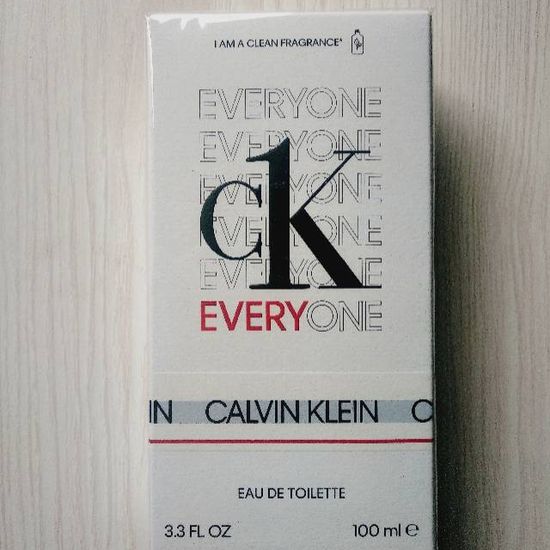 I AM A CLEAN FRAGRANCE*
EVERYONE
EVERYONE
EVERYONE
EVERYONE
EVERYONE
EVERYONE
cK
IN CALVIN KLEIN C
EAU DE TOILETTE
3.3 FL OZ 100 ml ℮